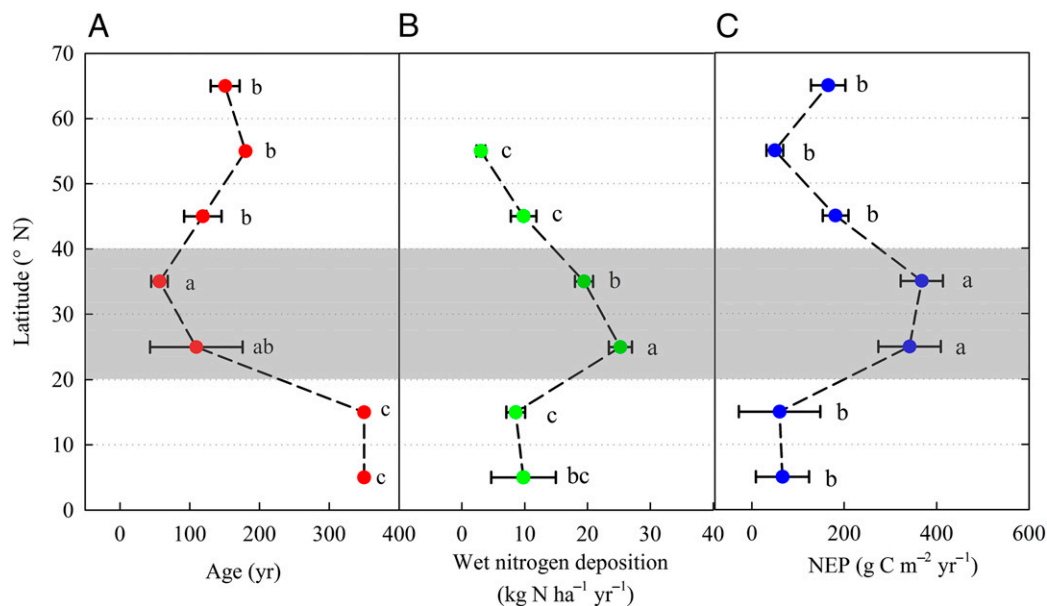 A B C
70
60
50
40
30
20
10
0
Latitude (° N)
b
b
b
a
ab
c
c
c
c
b
a
c
bc
b
b
b
a
a
b
b
0 100 200 300 400
0 10 20 30 40
0 200 400 600
Age (yr)
Wet nitrogen deposition
(kg N ha⁻¹ yr⁻¹)
NEP (g C m⁻² yr⁻¹)